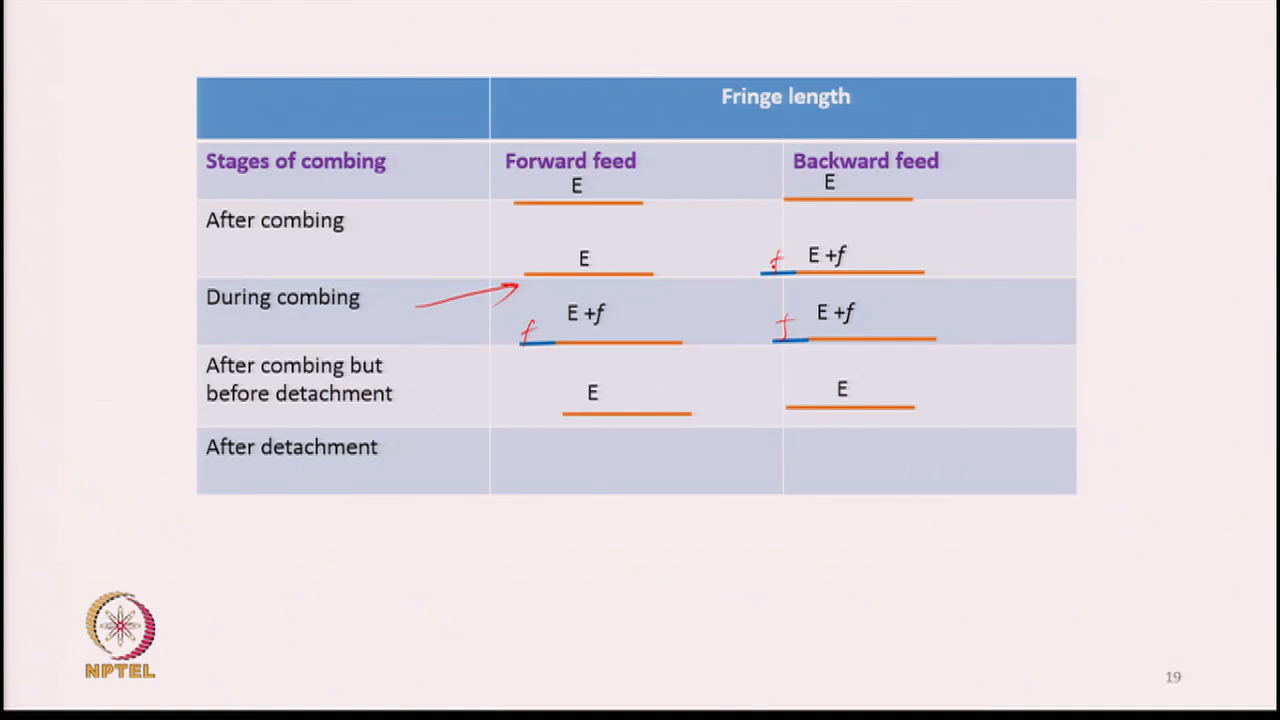 Fringe length
Stages of combing Forward feed Backward feed
E E
After combing
E f E +f
During combing
f E +f f E +f
After combing but
before detachment
E E
After detachment
NPTEL
19